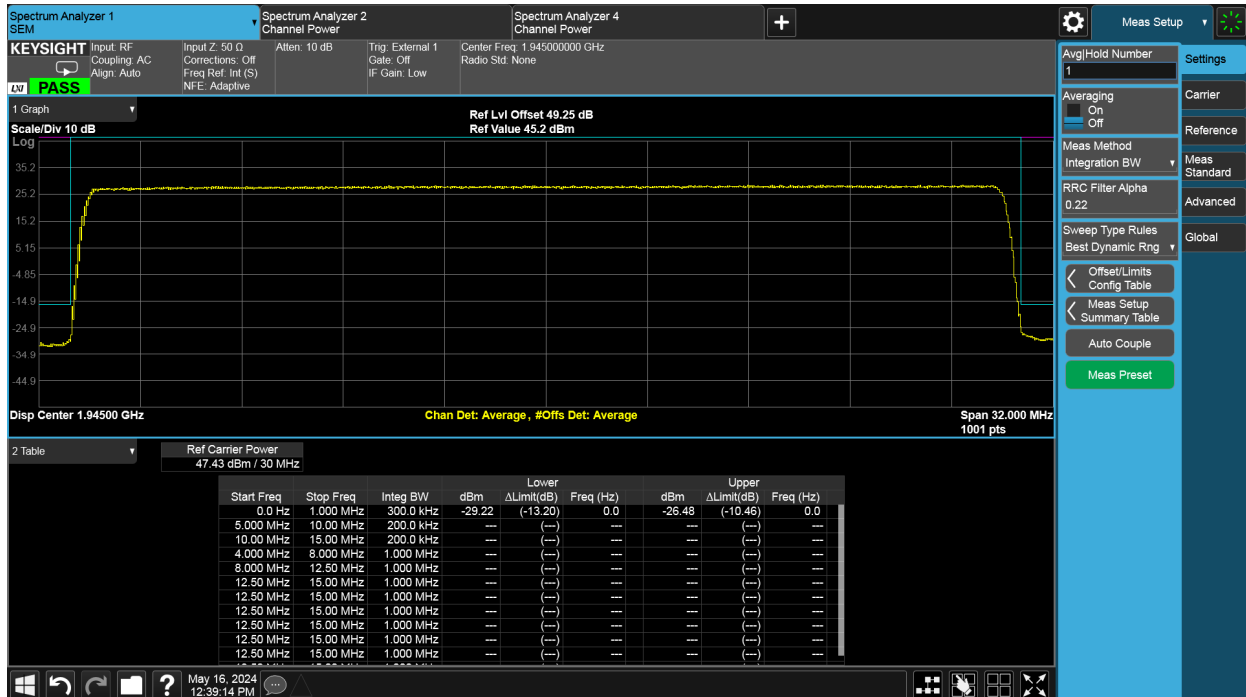 Spectrum Analyzer 1
SEM
Spectrum Analyzer 2
Channel Power
Spectrum Analyzer 4
Channel Power
Meas Setup
KEYSIGHT
LXI
PASS
Input: RF
Coupling: AC
Align: Auto
Input Z: 50 Ω
Corrections: Off
Freq Ref: Int (S)
NFE: Adaptive
Atten: 10 dB
Trig: External 1
Gate: Off
IF Gain: Low
Center Freq: 1.945000000 GHz
Radio Std: None
1 Graph
Scale/Div 10 dB
Ref Lvl Offset 49.25 dB
Ref Value 45.2 dBm
Log
35.2
25.2
15.2
5.15
-4.85
-14.9
-24.9
-34.9
-44.9
Disp Center 1.94500 GHz
Chan Det: Average, #Offs Det: Average
Span 32.000 MHz
1001 pts
2 Table
Ref Carrier Power
47.43 dBm / 30 MHz
Lower Upper
Start Freq Stop Freq Integ BW dBm ΔLimit(dB) Freq (Hz) dBm ΔLimit(dB) Freq (Hz)
0.0 Hz 1.000 MHz 300.0 kHz -29.22 (-13.20) 0.0 -26.48 (-10.46) 0.0
5.000 MHz 10.00 MHz 200.0 kHz --- (---) --- --- (---) ---
10.00 MHz 15.00 MHz 200.0 kHz --- (---) --- --- (---) ---
4.000 MHz 8.000 MHz 1.000 MHz --- (---) --- --- (---) ---
8.000 MHz 12.50 MHz 1.000 MHz --- (---) --- --- (---) ---
12.50 MHz 15.00 MHz 1.000 MHz --- (---) --- --- (---) ---
12.50 MHz 15.00 MHz 1.000 MHz --- (---) --- --- (---) ---
12.50 MHz 15.00 MHz 1.000 MHz --- (---) --- --- (---) ---
12.50 MHz 15.00 MHz 1.000 MHz --- (---) --- --- (---) ---
12.50 MHz 15.00 MHz 1.000 MHz --- (---) --- --- (---) ---
12.50 MHz 15.00 MHz 1.000 MHz --- (---) --- --- (---) ---
Avg|Hold Number
1
Averaging
On
Off
Meas Method
Integration BW
RRC Filter Alpha
0.22
Sweep Type Rules
Best Dynamic Rng
Offset/Limits
Config Table
Meas Setup
Summary Table
Auto Couple
Meas Preset
Settings
Carrier
Reference
Meas
Standard
Advanced
Global
?
May 16, 2024
12:39:14 PM